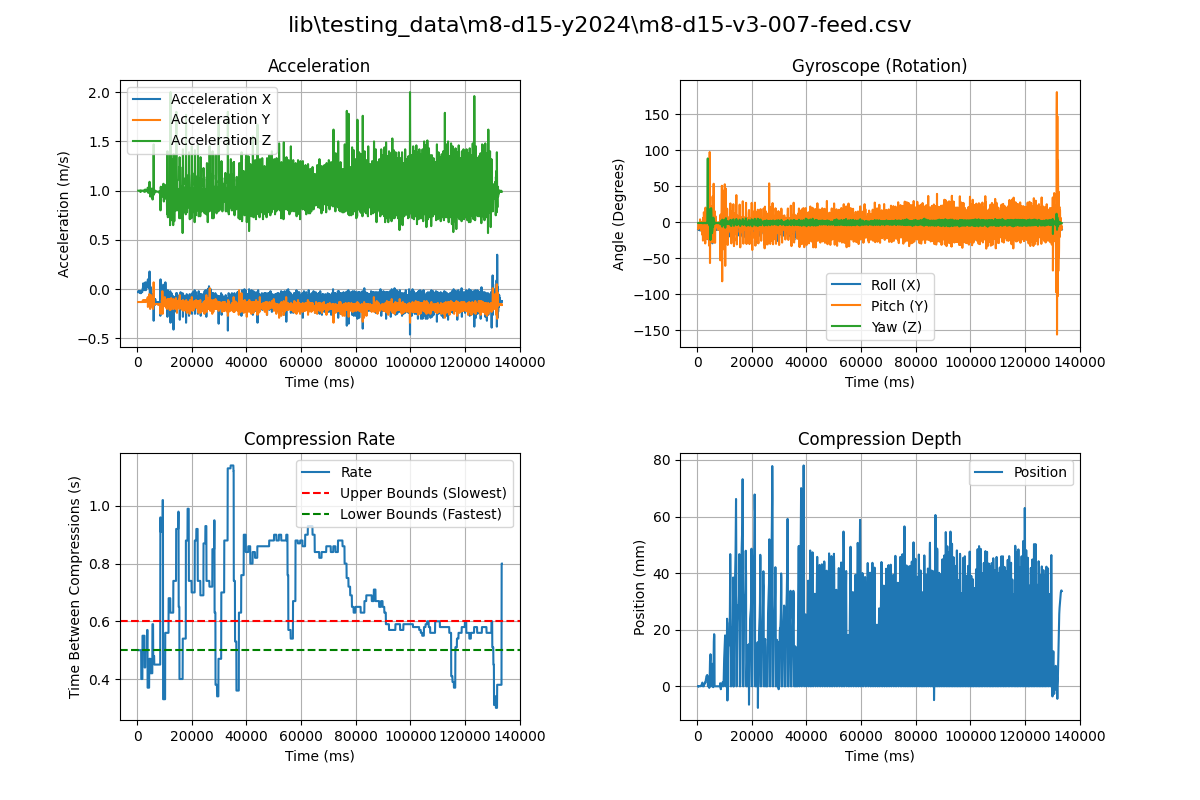 lib\testing_data\m8-d15-y2024\m8-d15-v3-007-feed.csv
Acceleration
Acceleration (m/s)
2.0
1.5
1.0
0.5
0.0
−0.5
Acceleration X
Acceleration Y
Acceleration Z
0 20000 40000 60000 80000 100000 120000 140000
Time (ms)
Gyroscope (Rotation)
Angle (Degrees)
150
100
50
0
−50
−100
−150
Roll (X)
Pitch (Y)
Yaw (Z)
0 20000 40000 60000 80000 100000 120000 140000
Time (ms)
Compression Rate
Time Between Compressions (s)
1.0
0.8
0.6
0.4
Rate
Upper Bounds (Slowest)
Lower Bounds (Fastest)
0 20000 40000 60000 80000 100000 120000 140000
Time (ms)
Compression Depth
Position (mm)
80
60
40
20
0
Position
0 20000 40000 60000 80000 100000 120000 140000
Time (ms)